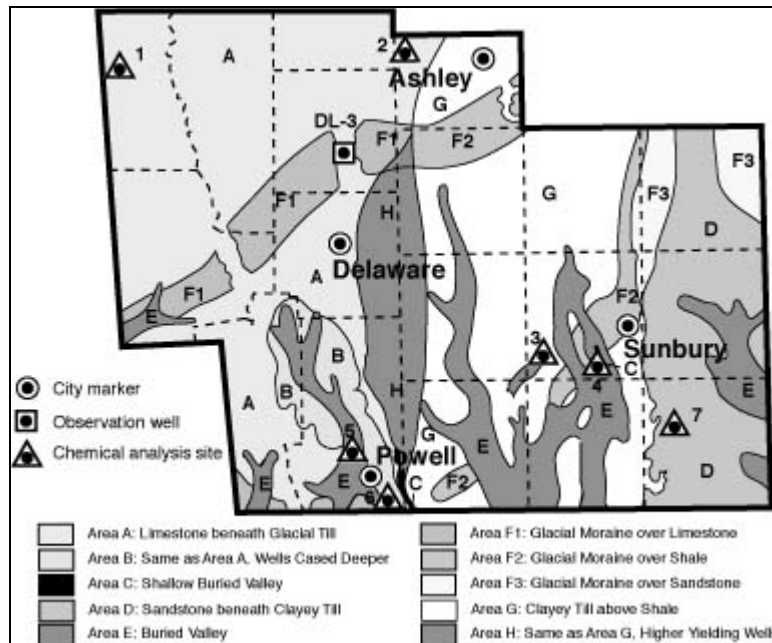 1
A
2
Ashley
G
DL-3
F1
F2
F3
F1
H
G
F3
D
Delaware
A
E
F1
F2
Sunbury
3
C
4
B
B
A
H
E
E
7
5
G
E
E
Powell
E
E
6
C
F2
D
E
City marker
Observation well
Chemical analysis site
Area A: Limestone beneath Glacial Till
Area B: Same as Area A, Wells Cased Deeper
Area C: Shallow Buried Valley
Area D: Sandstone beneath Clayey Till
Area E: Buried Valley
Area F1: Glacial Moraine over Limestone
Area F2: Glacial Moraine over Shale
Area F3: Glacial Moraine over Sandstone
Area G: Clayey Till above Shale
Area H: Same as Area G, Higher Yielding Well